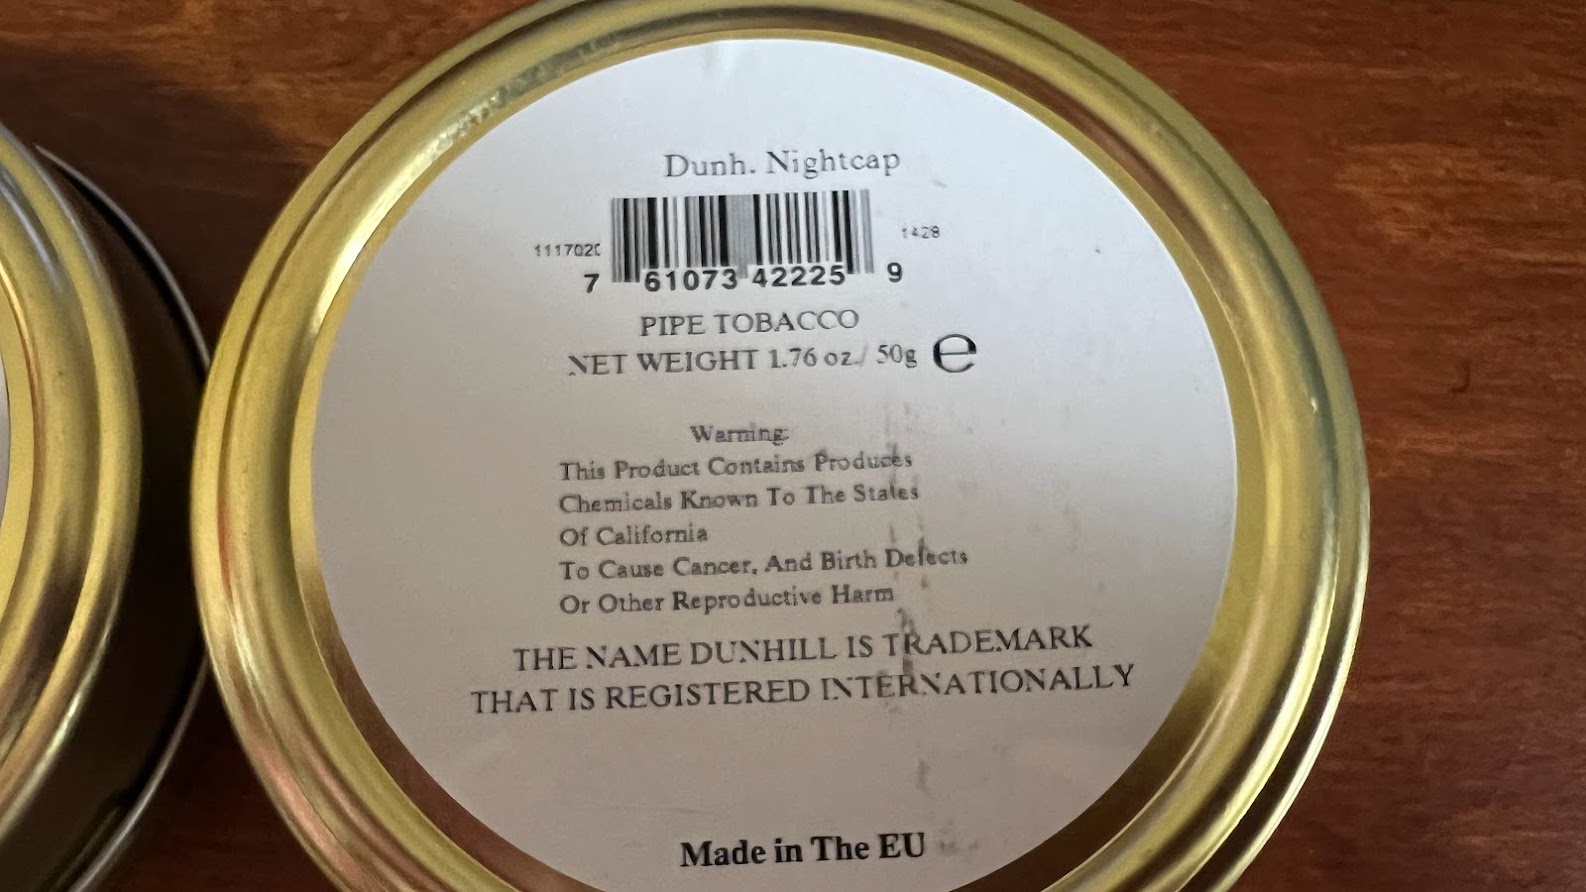 Dunh. Nightcap
111702C
1428
7 61073 42225 9
PIPE TOBACCO
NET WEIGHT 1.76 oz./ 50g e
Warning:
This Product Contains Produces
Chemicals Known To The States
Of California
To Cause Cancer, And Birth Defects
Or Other Reproductive Harm
THE NAME DUNHILL IS TRADEMARK
THAT IS REGISTERED INTERNATIONALLY
Made in The EU